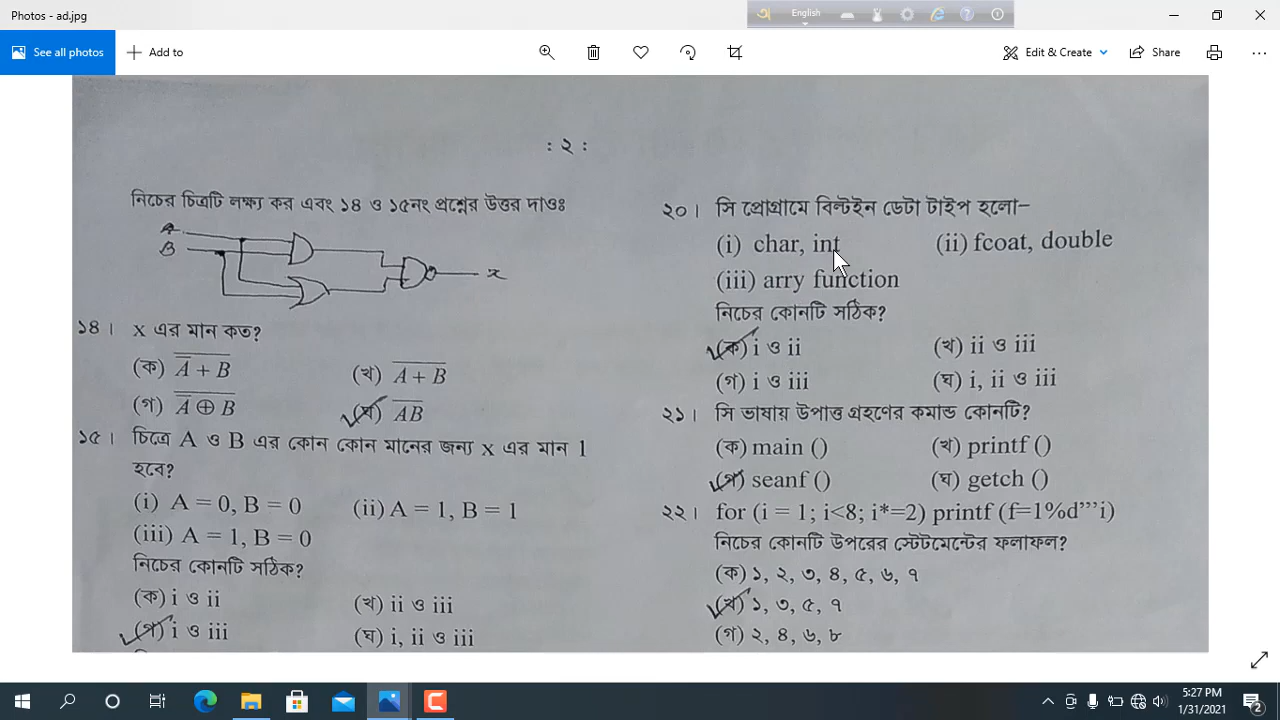 Photos - ad.jpg
অ English
See all photos
Add to
Edit & Create
Share
: ২ :
নিচের চিত্রটি লক্ষ্য কর এবং ১৪ ও ১৫নং প্রশ্নের উত্তর দাওঃ
A
B
x
১৪। x এর মান কত?
(ক) A̅ + B̅
(খ) A + B
(গ) A̅ ⊕ B
(ঘ) AB
১৫। চিত্রে A ও B এর কোন কোন মানের জন্য x এর মান 1
হবে?
(i) A = 0, B = 0
(ii) A = 1, B = 1
(iii) A = 1, B = 0
নিচের কোনটি সঠিক?
(ক) i ও ii
(খ) ii ও iii
(গ) i ও iii
(ঘ) i, ii ও iii
২০। সি প্রোগ্রামে বিল্টইন ডেটা টাইপ হলো–
(i) char, int
(ii) fcoat, double
(iii) arry function
নিচের কোনটি সঠিক?
(ক) i ও ii
(খ) ii ও iii
(গ) i ও iii
(ঘ) i, ii ও iii
২১। সি ভাষায় উপাত্ত গ্রহণের কমান্ড কোনটি?
(ক) main ()
(খ) printf ()
(গ) seanf ()
(ঘ) getch ()
২২। for (i = 1; i<8; i*=2) printf (f=1%d”’i)
নিচের কোনটি উপরের স্টেটমেন্টের ফলাফল?
(ক) ১, ২, ৩, ৪, ৫, ৬, ৭
(খ) ১, ৩, ৫, ৭
(গ) ২, ৪, ৬, ৮
5:27 PM
1/31/2021
2